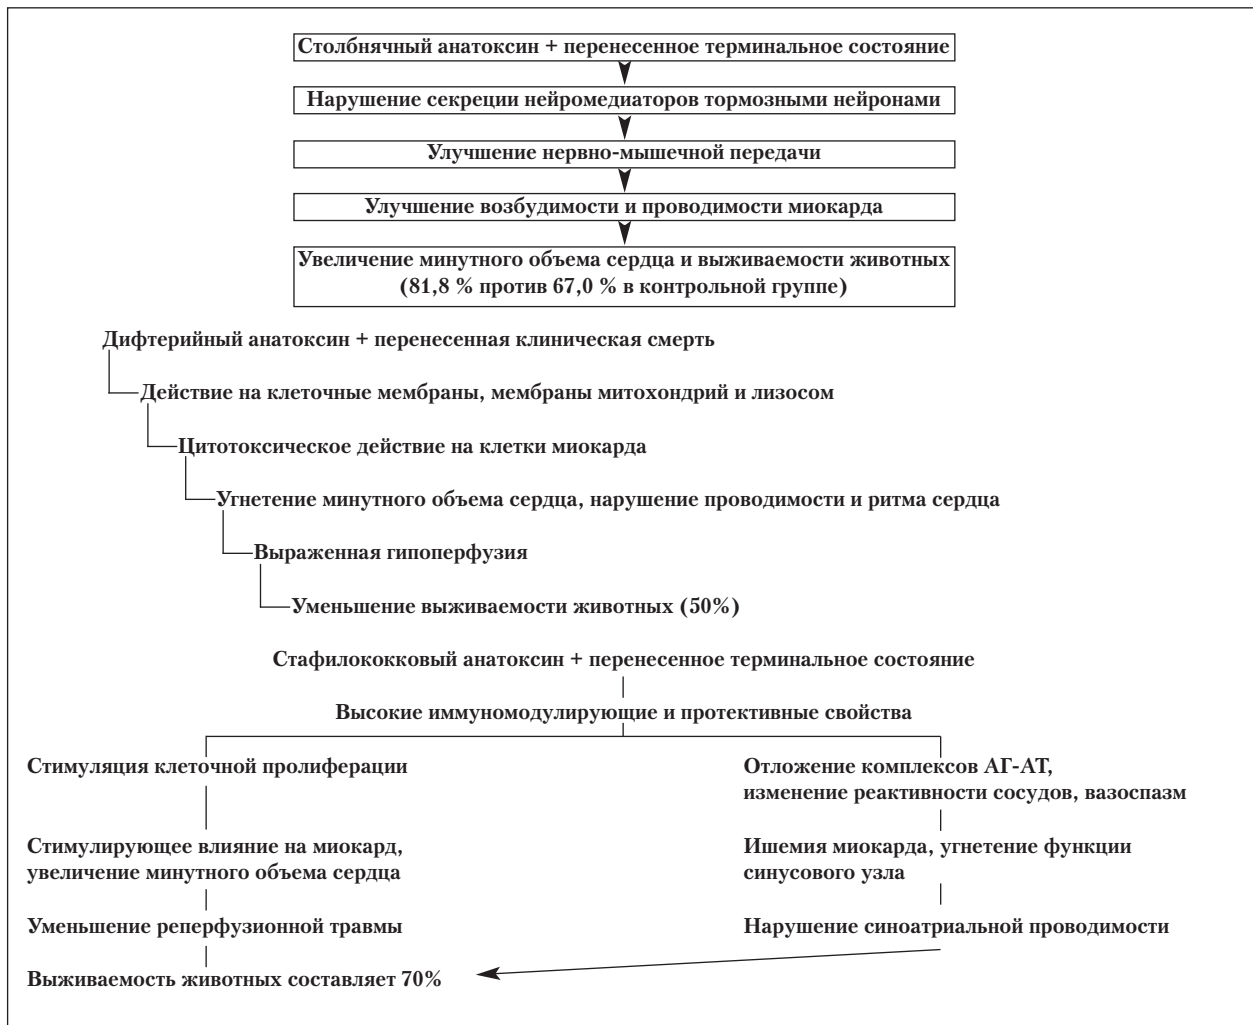 Столбнячный анатоксин + перенесенное терминальное состояние
Нарушение секреции нейромедиаторов тормозными нейронами
Улучшение нервно-мышечной передачи
Улучшение возбудимости и проводимости миокарда
Увеличение минутного объема сердца и выживаемости животных
(81,8 % против 67,0 % в контрольной группе)
Дифтерийный анатоксин + перенесенная клиническая смерть
Действие на клеточные мембраны, мембраны митохондрий и лизосом
Цитотоксическое действие на клетки миокарда
Угнетение минутного объема сердца, нарушение проводимости и ритма сердца
Выраженная гипоперфузия
Уменьшение выживаемости животных (50%)
Стафилококковый анатоксин + перенесенное терминальное состояние
Высокие иммуномодулирующие и протективные свойства
Стимуляция клеточной пролиферации
Стимулирующее влияние на миокард,
увеличение минутного объема сердца
Уменьшение реперфузионной травмы
Выживаемость животных составляет 70%
Отложение комплексов АГ-АТ,
изменение реактивности сосудов, вазоспазм
Ишемия миокарда, угнетение функции
синусового узла
Нарушение синоатриальной проводимости